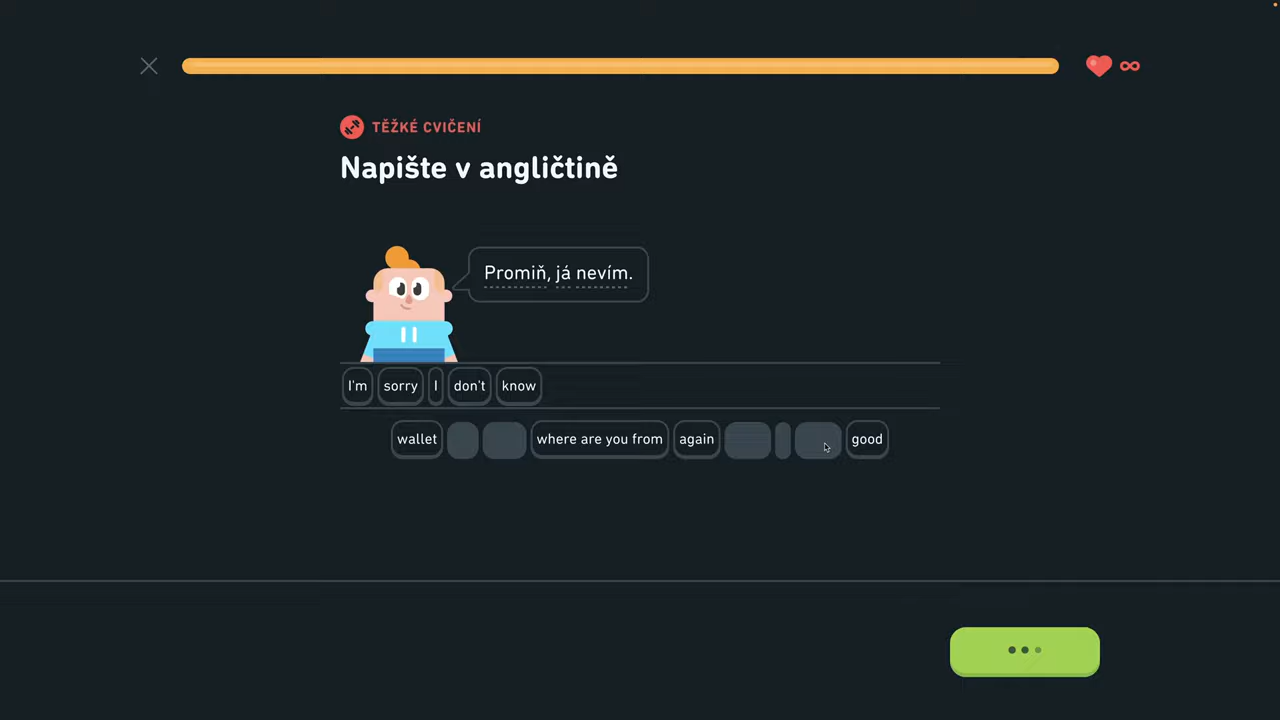 TĚŽKÉ CVIČENÍ
Napište v angličtině
Promiň, já nevím.
I'm sorry I don't know
wallet where are you from again good